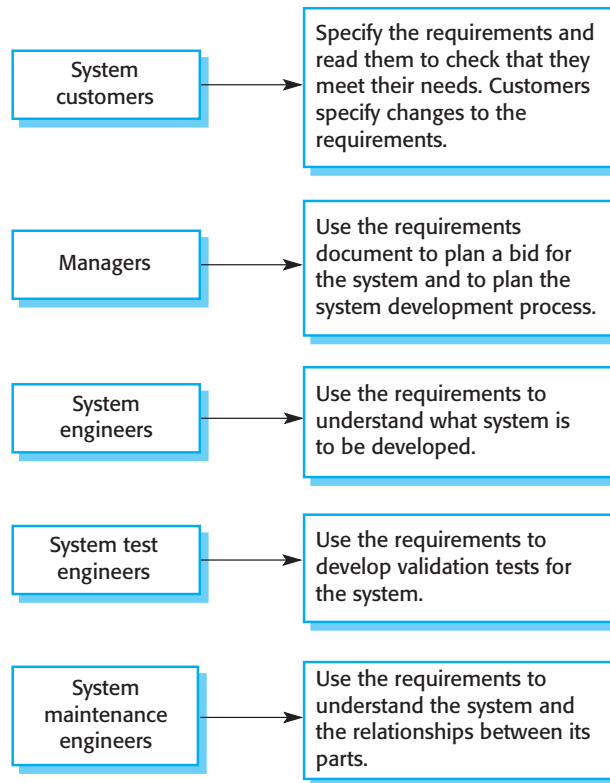 System
customers
Specify the requirements and
read them to check that they
meet their needs. Customers
specify changes to the
requirements.
Managers
Use the requirements
document to plan a bid for
the system and to plan the
system development process.
System
engineers
Use the requirements to
understand what system is
to be developed.
System test
engineers
Use the requirements to
develop validation tests for
the system.
System
maintenance
engineers
Use the requirements to
understand the system and
the relationships between its
parts.